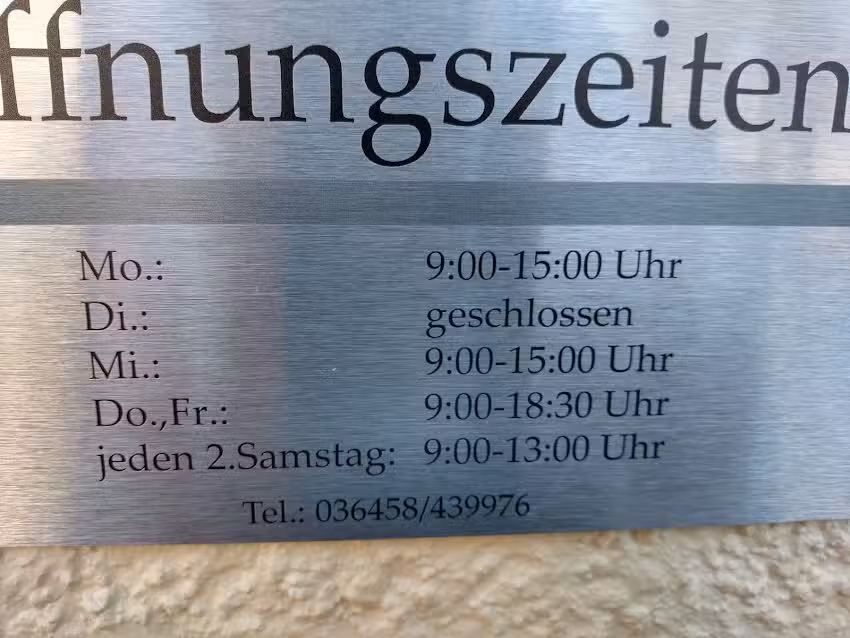 ffnungszeiten
Mo.: 9:00-15:00 Uhr
Di.: geschlossen
Mi.: 9:00-15:00 Uhr
Do.,Fr.: 9:00-18:30 Uhr
jeden 2.Samstag: 9:00-13:00 Uhr
Tel.: 036458/439976